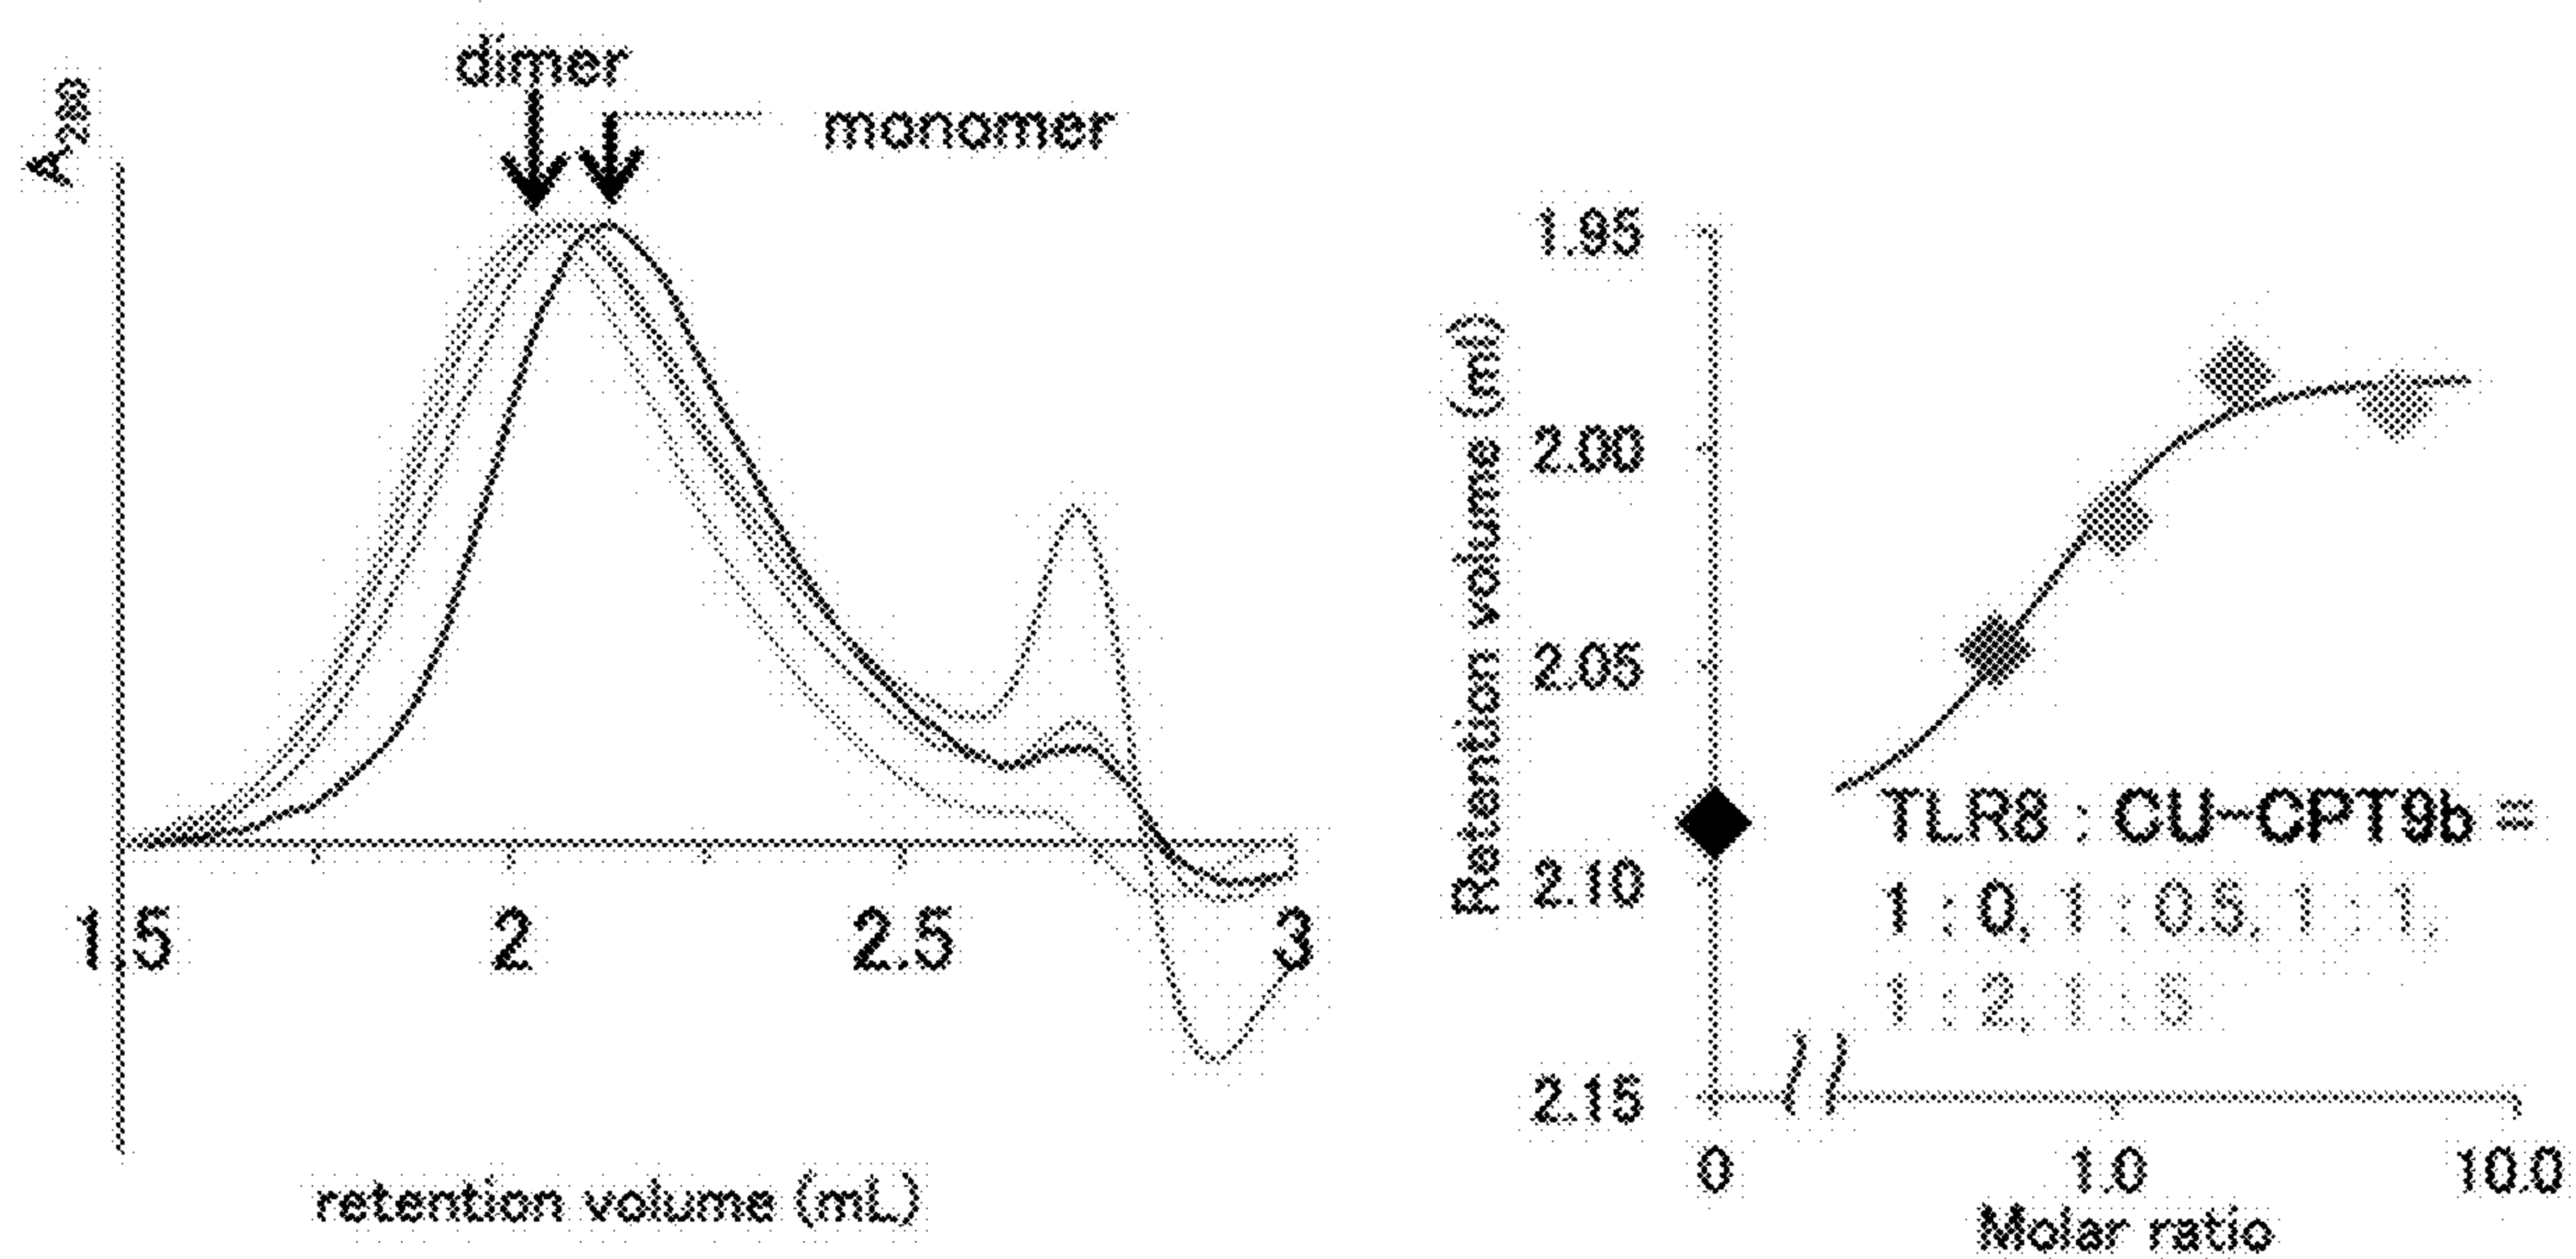 A280
dimer
monomer
1.5
2
2.5
3
retention volume (mL)
Retention volume (ml)
1.95
2.00
2.05
2.10
2.15
TLR8 : CU-CPT9b =
1 : 0, 1 : 0.5, 1 : 1,
1 : 2, 1 : 5
0
1.0
10.0
Molar ratio